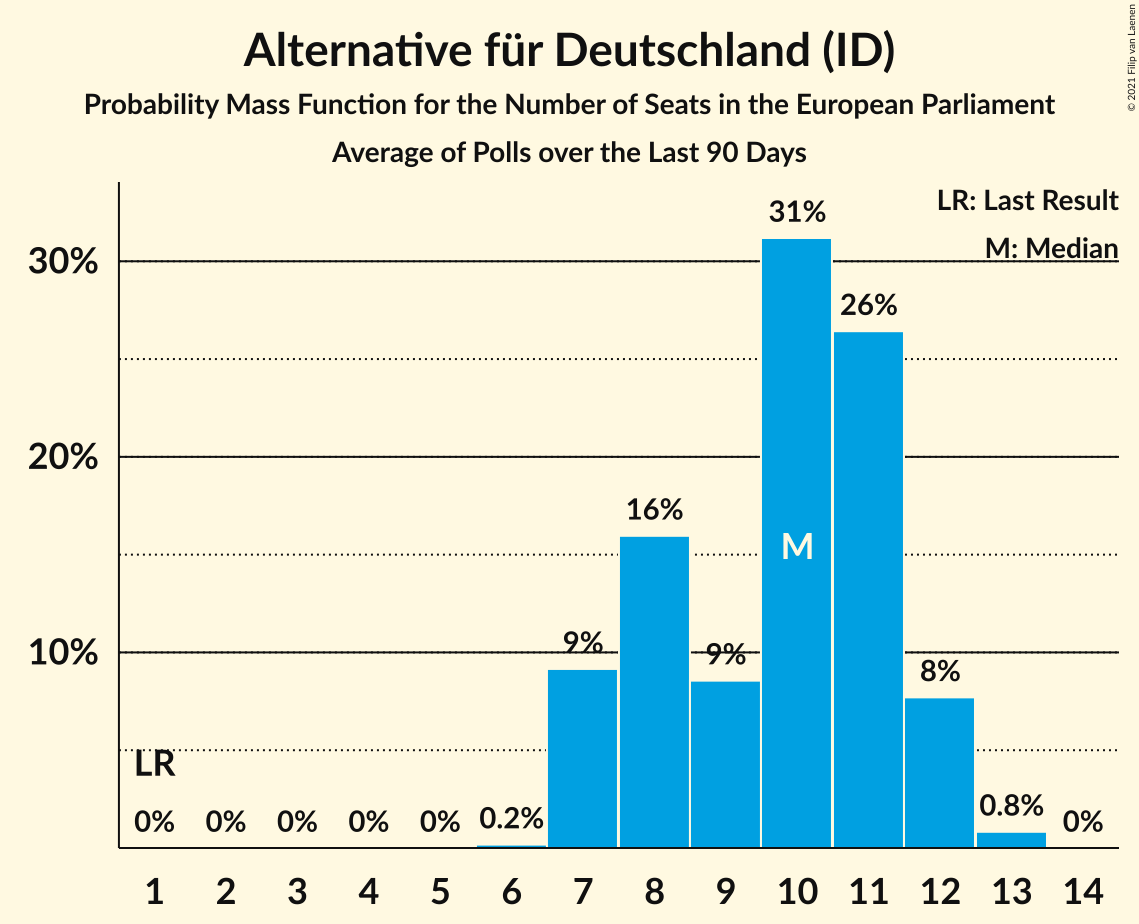 Alternative für Deutschland (ID)
Probability Mass Function for the Number of Seats in the European Parliament
Average of Polls over the Last 90 Days
© 2021 Filip van Laenen
LR: Last Result
M: Median
30%
20%
10%
31%
26%
16%
M
9%
9%
8%
LR
0%
0%
0%
0%
0%
0.2%
0.8%
0%
1 2 3 4 5 6 7 8 9 10 11 12 13 14